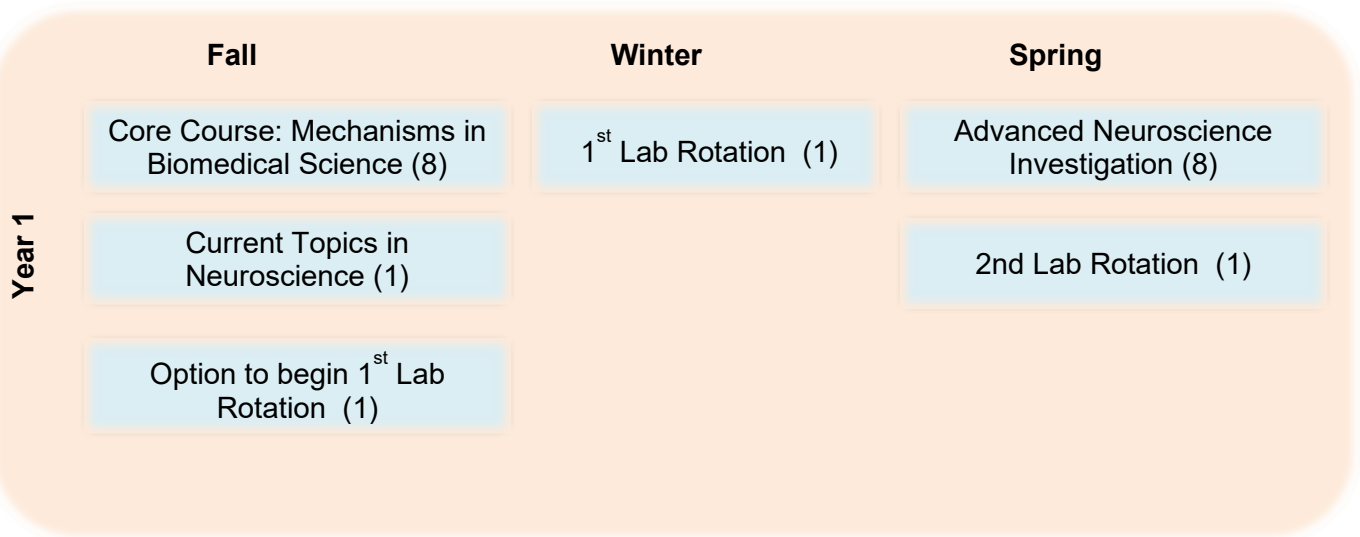 Fall
Winter
Spring
Year 1
Core Course: Mechanisms in
Biomedical Science (8)
Current Topics in
Neuroscience (1)
Option to begin 1st Lab
Rotation (1)
1st Lab Rotation (1)
Advanced Neuroscience
Investigation (8)
2nd Lab Rotation (1)